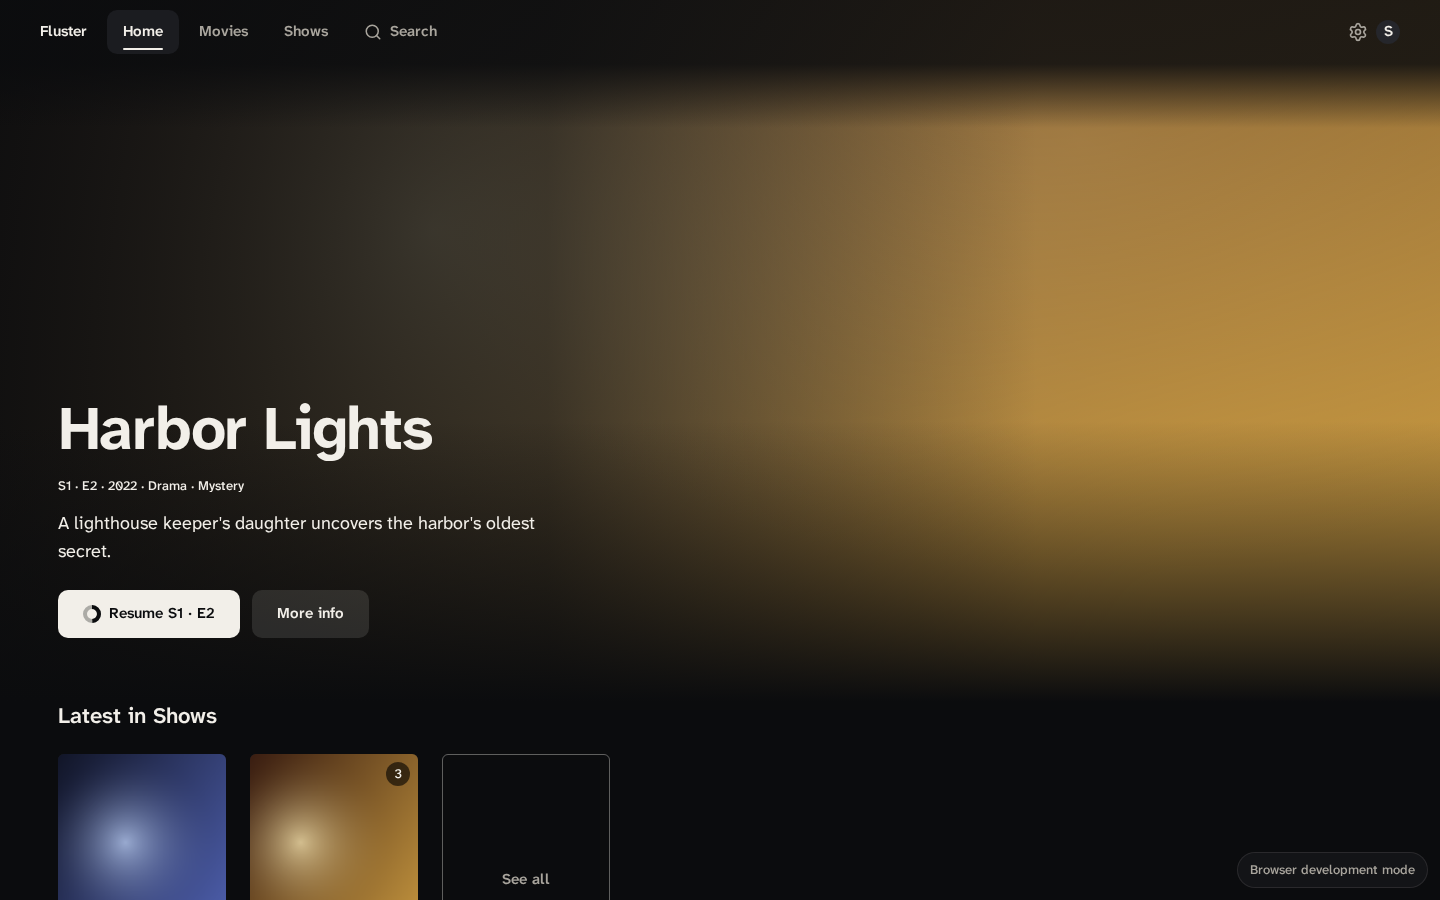 Fluster
Home
Movies
Shows
Search
S
Harbor Lights
S1 · E2 · 2022 · Drama · Mystery
A lighthouse keeper's daughter uncovers the harbor's oldest
secret.
Resume S1 · E2
More info
Latest in Shows
3
See all
Browser development mode